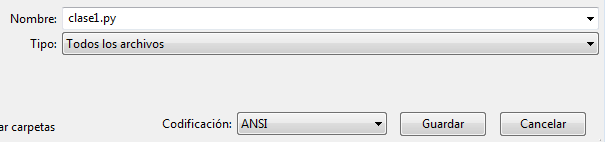 Nombre: clase1.py
Tipo: Todos los archivos
ar carpetas Codificación: ANSI Guardar Cancelar